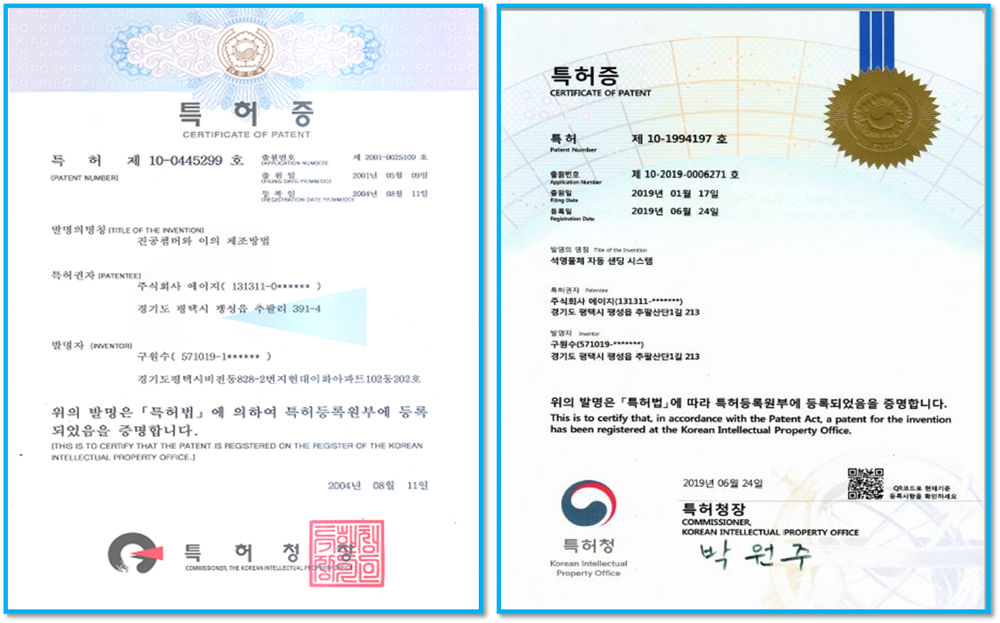 KIPO KIPO KIPO KIPO
특 허 증
CERTIFICATE OF PATENT
특 허 제 10-0445299 호
(PATENT NUMBER)
출원번호 제 2001-0025109 호
(APPLICATION NUMBER)
출 원 일 2001년 05월 09일
(FILING DATE:YY/MM/DD)
등 록 일 2004년 08월 11일
(REGISTRATION DATE:YY/MM/DD)
발명의명칭 (TITLE OF THE INVENTION)
진공챔버와 이의 제조방법
특허권자 (PATENTEE)
주식회사 에이지( 131311-0****** )
경기도 평택시 팽성읍 추팔리 391-4
발명자 (INVENTOR)
구원수( 571019-1****** )
경기도평택시비전동828-2번지현대이화아파트102동202호
위의 발명은 「특허법」에 의하여 특허등록원부에 등록
되었음을 증명합니다.
(THIS IS TO CERTIFY THAT THE PATENT IS REGISTERED ON THE REGISTER OF THE KOREAN
INTELLECTUAL PROPERTY OFFICE.)
2004년 08월 11일
특 허 청 장
COMMISSIONER, THE KOREAN INTELLECTUAL PROPERTY OFFICE
특허증
CERTIFICATE OF PATENT
특허 제 10-1994197 호
Patent Number
출원번호 제 10-2019-0006271 호
Application Number
출원일 2019년 01월 17일
Filing Date
등록일 2019년 06월 24일
Registration Date
발명의 명칭 Title of the Invention
석영물체 자동 샌딩 시스템
특허권자 Patentee
주식회사 에이지(131311-*******)
경기도 평택시 팽성읍 추팔산단1길 213
발명자 Inventor
구원수(571019-*******)
경기도 평택시 팽성읍 추팔산단1길 213
위의 발명은 「특허법」에 따라 특허등록원부에 등록되었음을 증명합니다.
This is to certify that, in accordance with the Patent Act, a patent for the invention
has been registered at the Korean Intellectual Property Office.
2019년 06월 24일
QR코드로 현재기준
등록사항을 확인하세요
특허청장
COMMISSIONER,
KOREAN INTELLECTUAL PROPERTY OFFICE
박원주
특허청
Korean Intellectual
Property Office